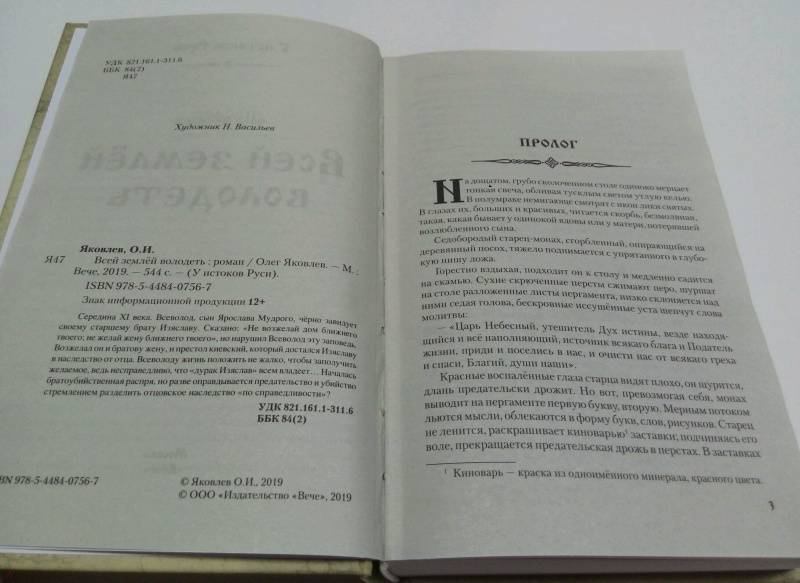 УДК 821.161.1-311.6
ББК 84(2)
Я47
Художник Н. Васильев
Яковлев, О.И.
Я47 Всей землёй володеть : роман / Олег Яковлев. — М. :
Вече, 2019. — 544 с. — (У истоков Руси).
ISBN 978-5-4484-0756-7
Знак информационной продукции 12+
Середина XI века. Всеволод, сын Ярослава Мудрого, чёрно завидует
своему старшему брату Изяславу. Сказано: «Не возжелай дом ближнего
твоего; не желай жену ближнего твоего», но нарушил Всеволод эту заповедь.
Возжелал он и братову жену, и престол киевский, который достался Изяславу
в наследство от отца. Всеволоду жизнь положить не жалко, чтобы заполучить
желаемое, ведь несправедливо, что «дурак Изяслав» всем владеет... Началась
братоубийственная распря, но разве оправдывается предательство и убийство
стремлением разделить отцовское наследство «по справедливости»?
УДК 821.161.1-311.6
ББК 84(2)
BN 978-5-4484-0756-7
© Яковлев О.И., 2019
© ООО «Издательство «Вече», 2019
ПРОЛОГ
На дощатом, грубо сколоченном столе одиноко мерцает
тонкая свеча, обливая тусклым светом утлую келью.
В полумраке немигающе смотрят с икон лики святых.
В глазах их, больших и красивых, читается скорбь, безмолвная,
такая, какая бывает у одинокой вдовы или у матери, потерявшей
возлюбленного сына.
Седобородый старец-монах, сгорбленный, опирающийся на
деревянный посох, тяжело поднимается с упрятанного в глубо-
кую нишу ложа.
Горестно вздыхая, подходит он к столу и медленно садится
на скамью. Сухие скрюченные персты сжимают перо, шуршат
на столе разложенные листы пергамента, низко склоняется над
ними седая голова, бескровные иссушённые уста шепчут слова
молитвы:
— «Царь Небесный, утешитель Дух истины, везде находя-
щийся и всё наполняющий, источник всякого блага и Податель
жизни, приди и поселись в нас, и очисти нас от всякого греха
и спаси, Благий, души наши».
Красные воспалённые глаза старца видят плохо, он щурится,
длань предательски дрожит. Но вот, превозмогая себя, монах
выводит на пергаменте первую букву, вторую. Мерным потоком
льются мысли, облекаются в форму букв, слов, рисунков. Старец
не ленится, раскрашивает киноварью¹ заставки, подчиняясь его
воле, прекращается предательская дрожь в перстах. В заставках
¹ Киноварь — краска из одноимённого минерала, красного цвета.
3